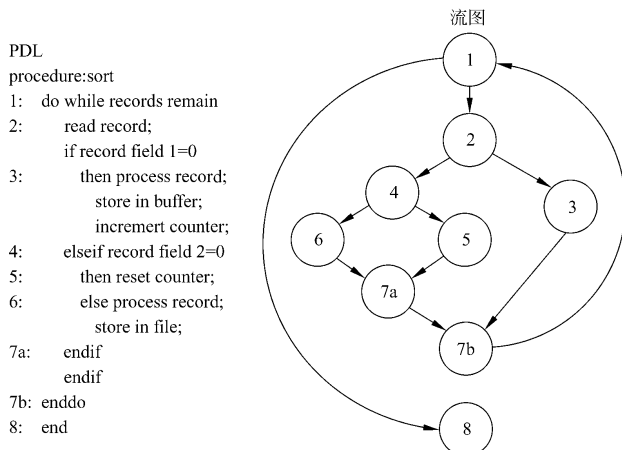 流图
PDL
procedure:sort
1: do while records remain
2: read record;
if record field 1=0
3: then process record;
store in buffer;
incremert counter;
4: elseif record field 2=0
5: then reset counter;
6: else process record;
store in file;
7a: endif
endif
7b: enddo
8: end
1
2
4
3
6
5
7a
7b
8